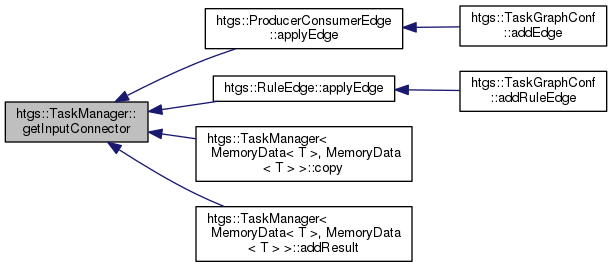 htgs::TaskManager::
getInputConnector
htgs::ProducerConsumerEdge
::applyEdge
htgs::TaskGraphConf
::addEdge
htgs::RuleEdge::applyEdge
htgs::TaskGraphConf
::addRuleEdge
htgs::TaskManager<
MemoryData< T >, MemoryData
< T > >::copy
htgs::TaskManager<
MemoryData< T >, MemoryData
< T > >::addResult